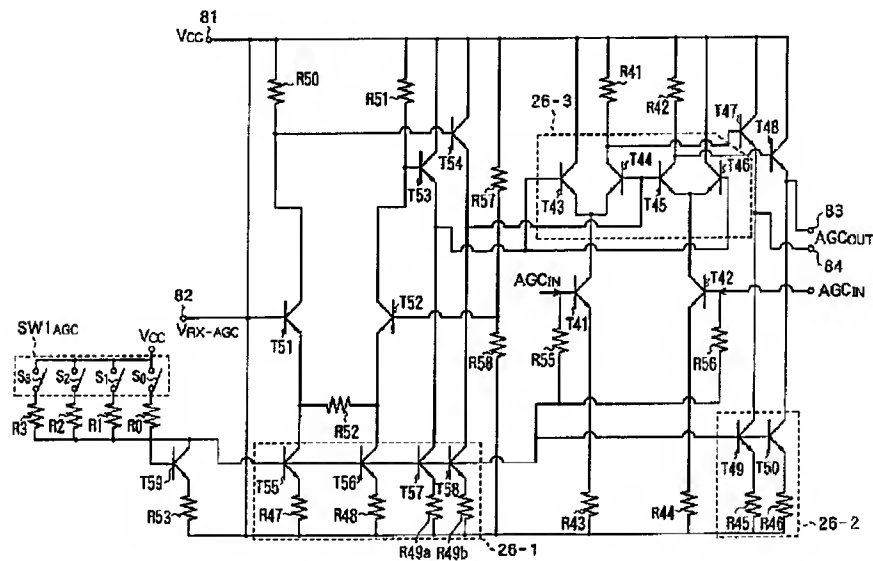 81
VCC
R50
R51
R41
R42
26-3
T47
T48
T54
T53
R57
T43
T44
T45
T46
83
AGCOUT
84
82
VRX-AGC
T51
T52
AGCIN
T41
T42
AGCIN
SW1AGC
VCC
S3
S2
S1
S0
R58
R55
R56
R3
R2
R1
R0
R52
T59
T55
T56
T57
T58
T49
T50
R53
R47
R48
R43
R44
R45
R46
R49a
R49b
26-1
26-2